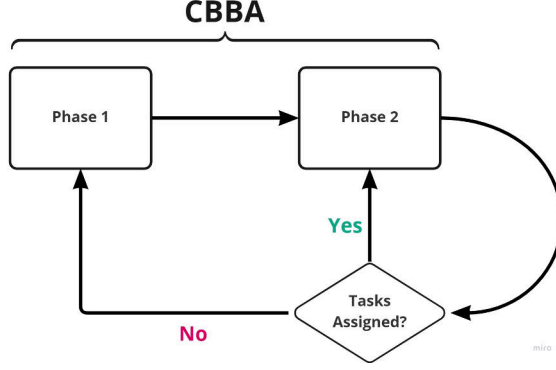 CBBA
Phase 1
Phase 2
Yes
Tasks
Assigned?
No
miro